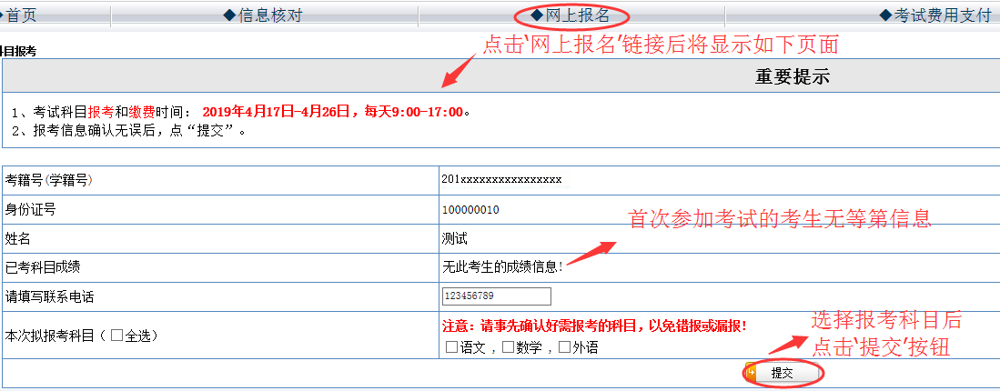 ◆首页 ◆信息核对 ◆网上报名 ◆考试费用支付
点击‘网上报名’链接后将显示如下页面
科目报考
重要提示
1、考试科目报考和缴费时间： 2019年4月17日-4月26日，每天9:00-17:00。
2、报考信息确认无误后，点“提交”。
考籍号(学籍号) 201xxxxxxxxxxxxxxxx
身份证号 100000010
首次参加考试的考生无等第信息
姓名 测试
已考科目成绩 无此考生的成绩信息!
请填写联系电话 123456789
本次拟报考科目（ 全选） 注意：请事先确认好需报考的科目，以免错报或漏报！
语文 ， 数学 ， 外语
选择报考科目后
点击‘提交’按钮
提交